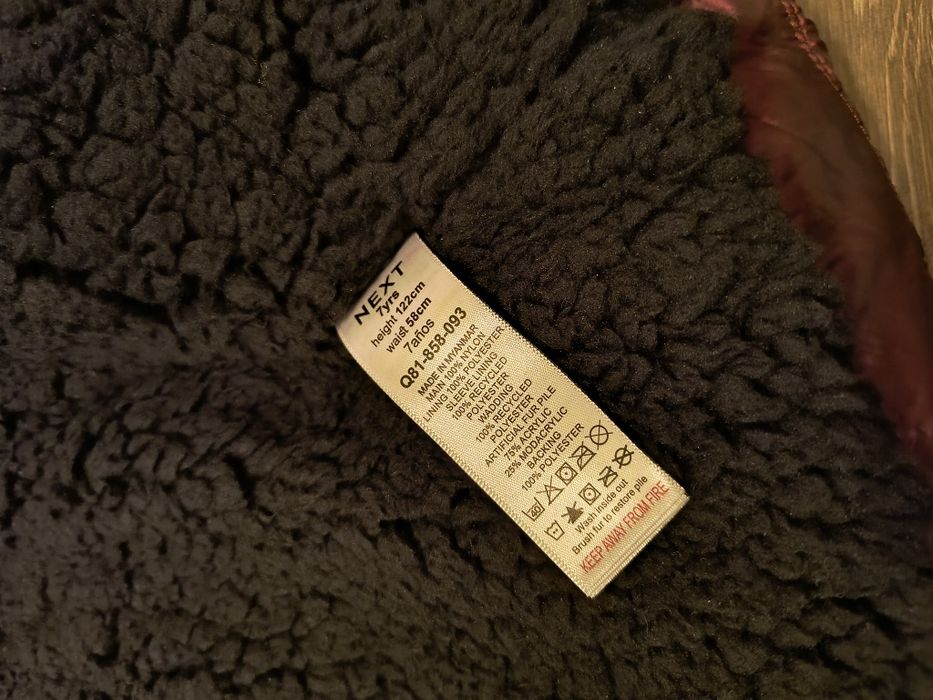 NEXT
7yrs
height 122cm
waist 58cm
7años
Q81-858-093
MADE IN MYANMAR
MAIN 100% NYLON
LINING 100% POLYESTER
SLEEVE LINING
100% RECYCLED
POLYESTER
WADDING
100% RECYCLED
POLYESTER
ARTIFICIAL FUR PILE
75% ACRYLIC
25% MODACRYLIC
BACKING
100% POLYESTER
40
Wash inside out
Brush fur to restore pile
KEEP AWAY FROM FIRE